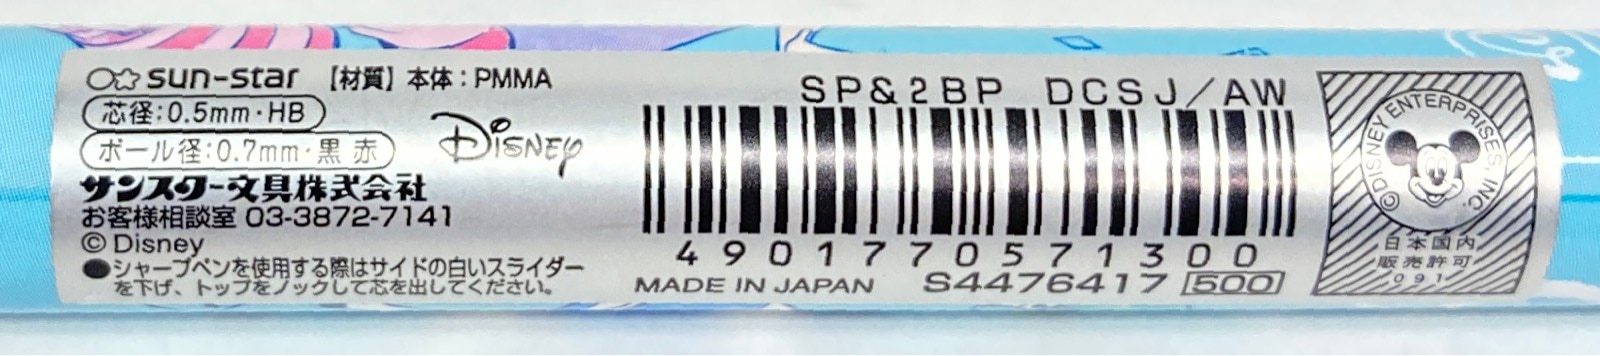 ○☆ sun-star 【材質】本体：PMMA
芯径：0.5mm・HB
ボール径：0.7mm・黒 赤
Disney
サンスター文具株式会社
お客様相談室 03-3872-7141
© Disney
●シャープペンを使用する際はサイドの白いスライダー
を下げ、トップをノックして芯を出してください。
SP&2BP DCSJ/AW
4901770571300
MADE IN JAPAN S4476417 500
© DISNEY ENTERPRISES, INC.
日本国内
販売許可
091